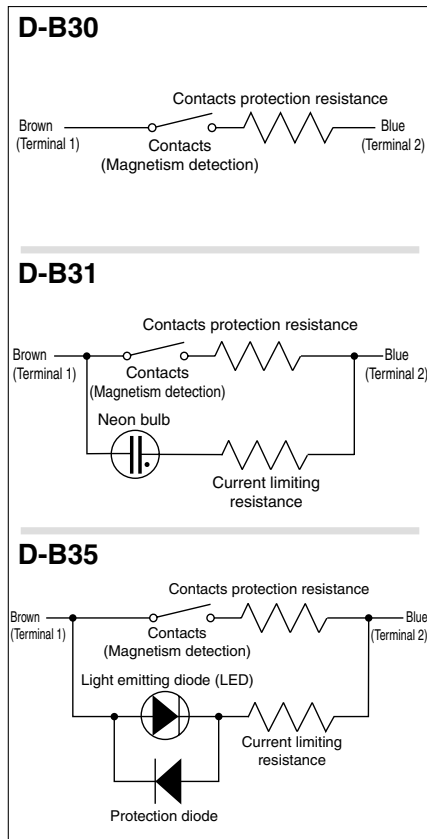 D-B30
Contacts protection resistance
Brown
(Terminal 1)
Contacts
(Magnetism detection)
Blue
(Terminal 2)
D-B31
Contacts protection resistance
Brown
(Terminal 1)
Contacts
(Magnetism detection)
Blue
(Terminal 2)
Neon bulb
Current limiting
resistance
D-B35
Contacts protection resistance
Brown
(Terminal 1)
Contacts
(Magnetism detection)
Blue
(Terminal 2)
Light emitting diode (LED)
Current limiting
resistance
Protection diode